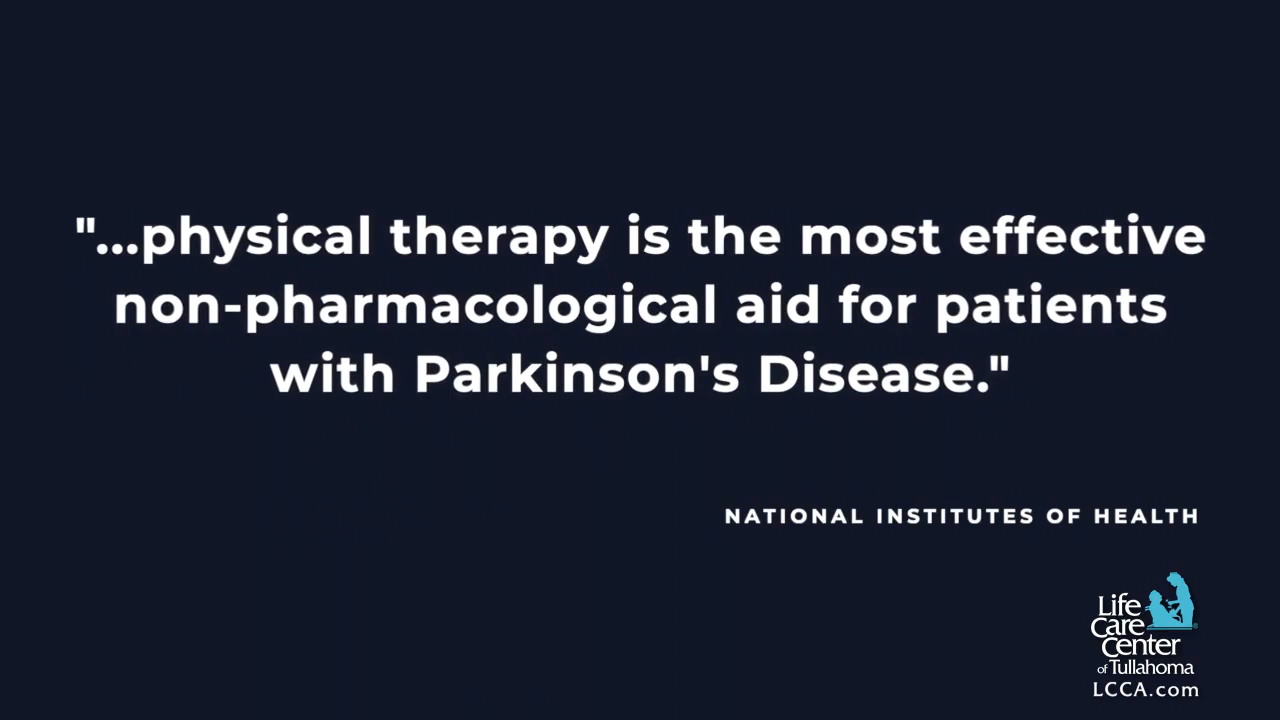 "...physical therapy is the most effective
non-pharmacological aid for patients
with Parkinson's Disease."
NATIONAL INSTITUTES OF HEALTH
Life
Care
Center
of Tullahoma
LCCA.com